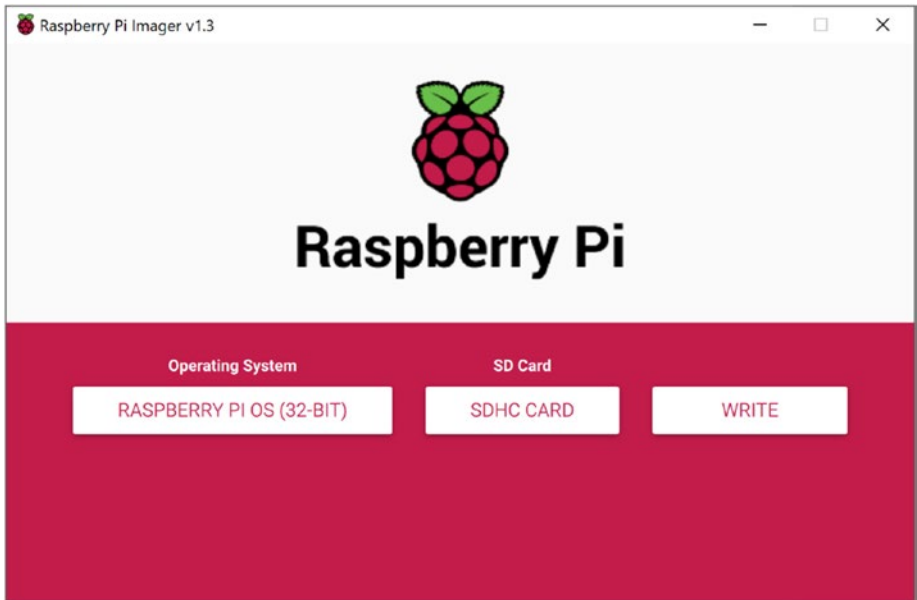 Raspberry Pi Imager v1.3
Raspberry Pi
Operating System
SD Card
RASPBERRY PI OS (32-BIT)
SDHC CARD
WRITE